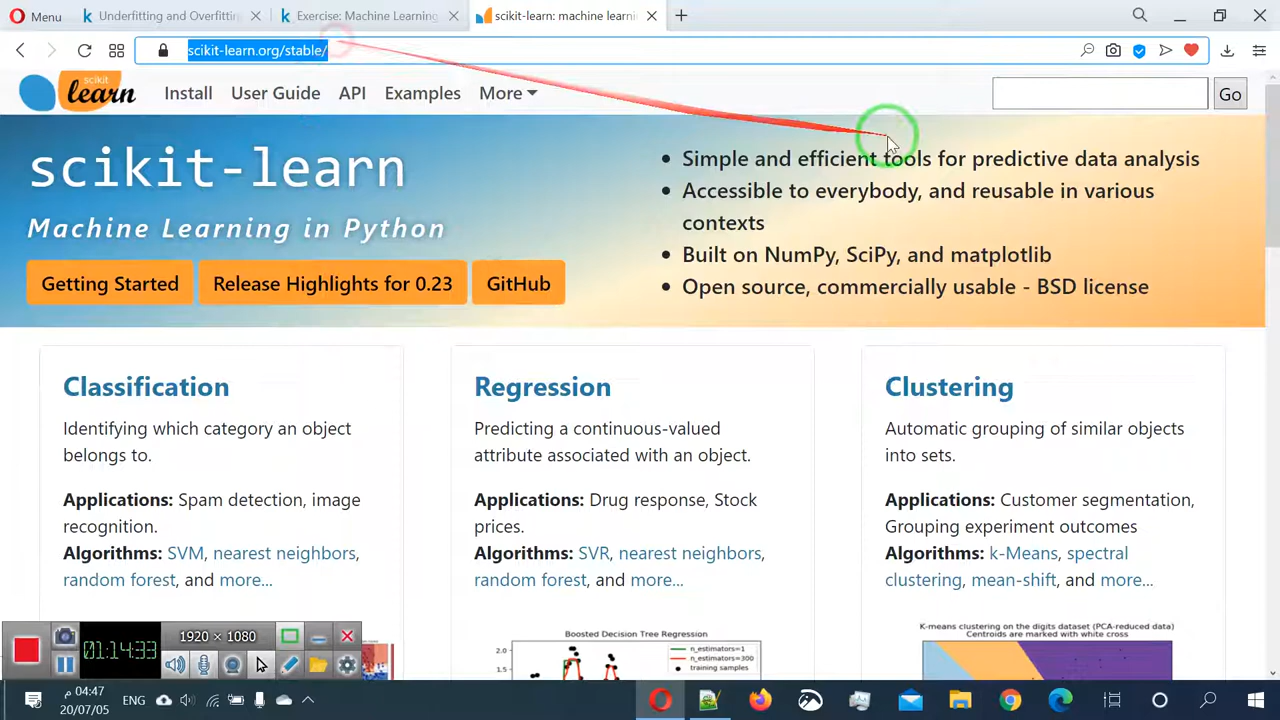 Menu
Underfitting and Overfittin
Exercise: Machine Learning
scikit-learn: machine learni
scikit-learn.org/stable/
scikit
learn
Install
User Guide
API
Examples
More
Go
scikit-learn
Machine Learning in Python
Getting Started
Release Highlights for 0.23
GitHub
Simple and efficient tools for predictive data analysis
Accessible to everybody, and reusable in various
contexts
Built on NumPy, SciPy, and matplotlib
Open source, commercially usable - BSD license
Classification
Identifying which category an object
belongs to.
Applications: Spam detection, image
recognition.
Algorithms: SVM, nearest neighbors,
random forest, and more...
Regression
Predicting a continuous-valued
attribute associated with an object.
Applications: Drug response, Stock
prices.
Algorithms: SVR, nearest neighbors,
random forest, and more...
Boosted Decision Tree Regression
2.0
1.5
n_estimators=1
n_estimators=300
training samples
Clustering
Automatic grouping of similar objects
into sets.
Applications: Customer segmentation,
Grouping experiment outcomes
Algorithms: k-Means, spectral
clustering, mean-shift, and more...
K-means clustering on the digits dataset (PCA-reduced data)
Centroids are marked with white cross
01:14:33
1920 × 1080
04:47 م
20/07/05
ENG